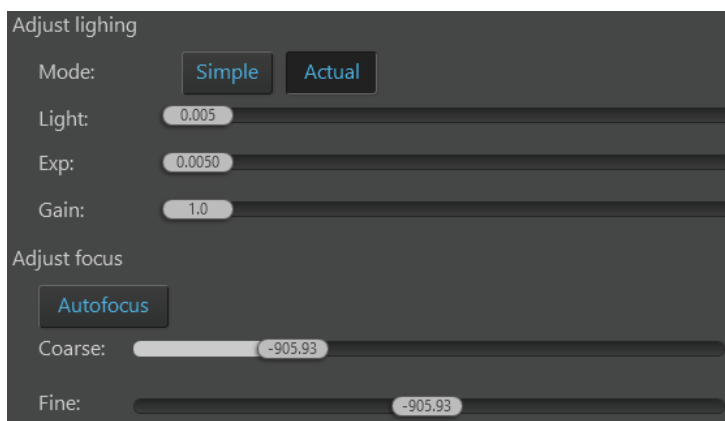 Adjust lighing
Mode: Simple Actual
Light: 0.005
Exp: 0.0050
Gain: 1.0
Adjust focus
Autofocus
Coarse: -905.93
Fine: -905.93